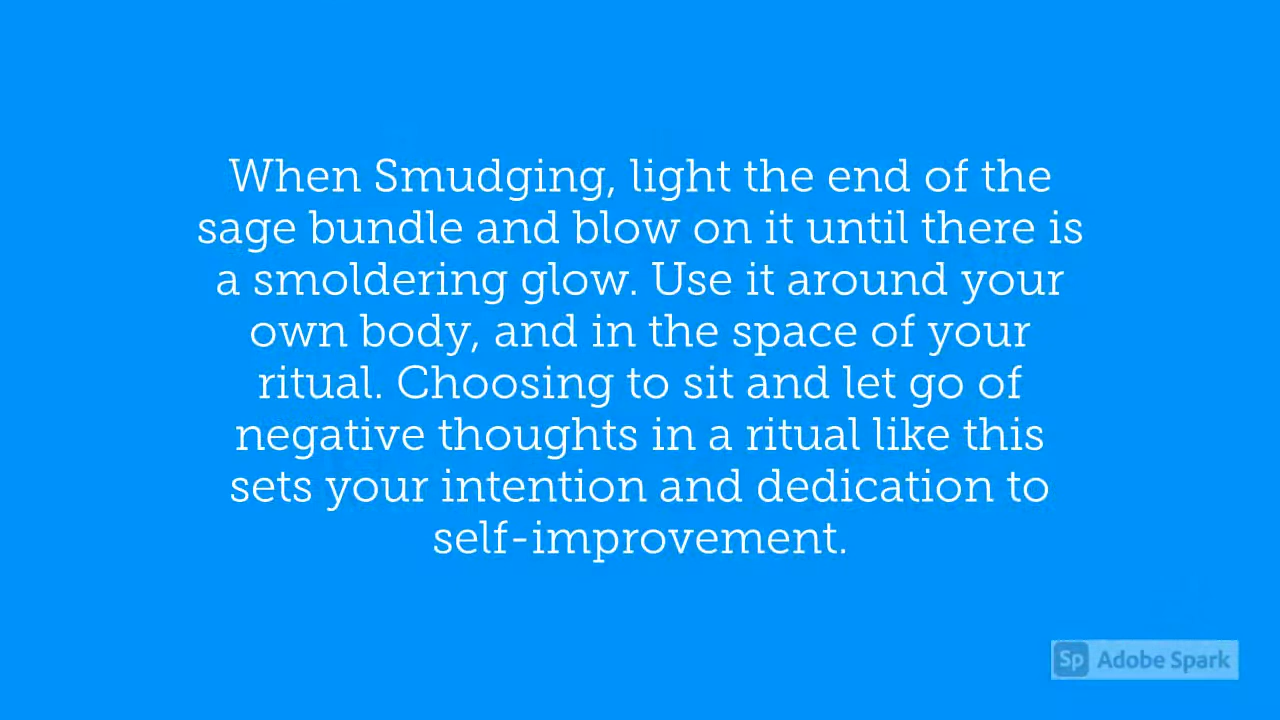 When Smudging, light the end of the
sage bundle and blow on it until there is
a smoldering glow. Use it around your
own body, and in the space of your
ritual. Choosing to sit and let go of
negative thoughts in a ritual like this
sets your intention and dedication to
self-improvement.
Sp Adobe Spark